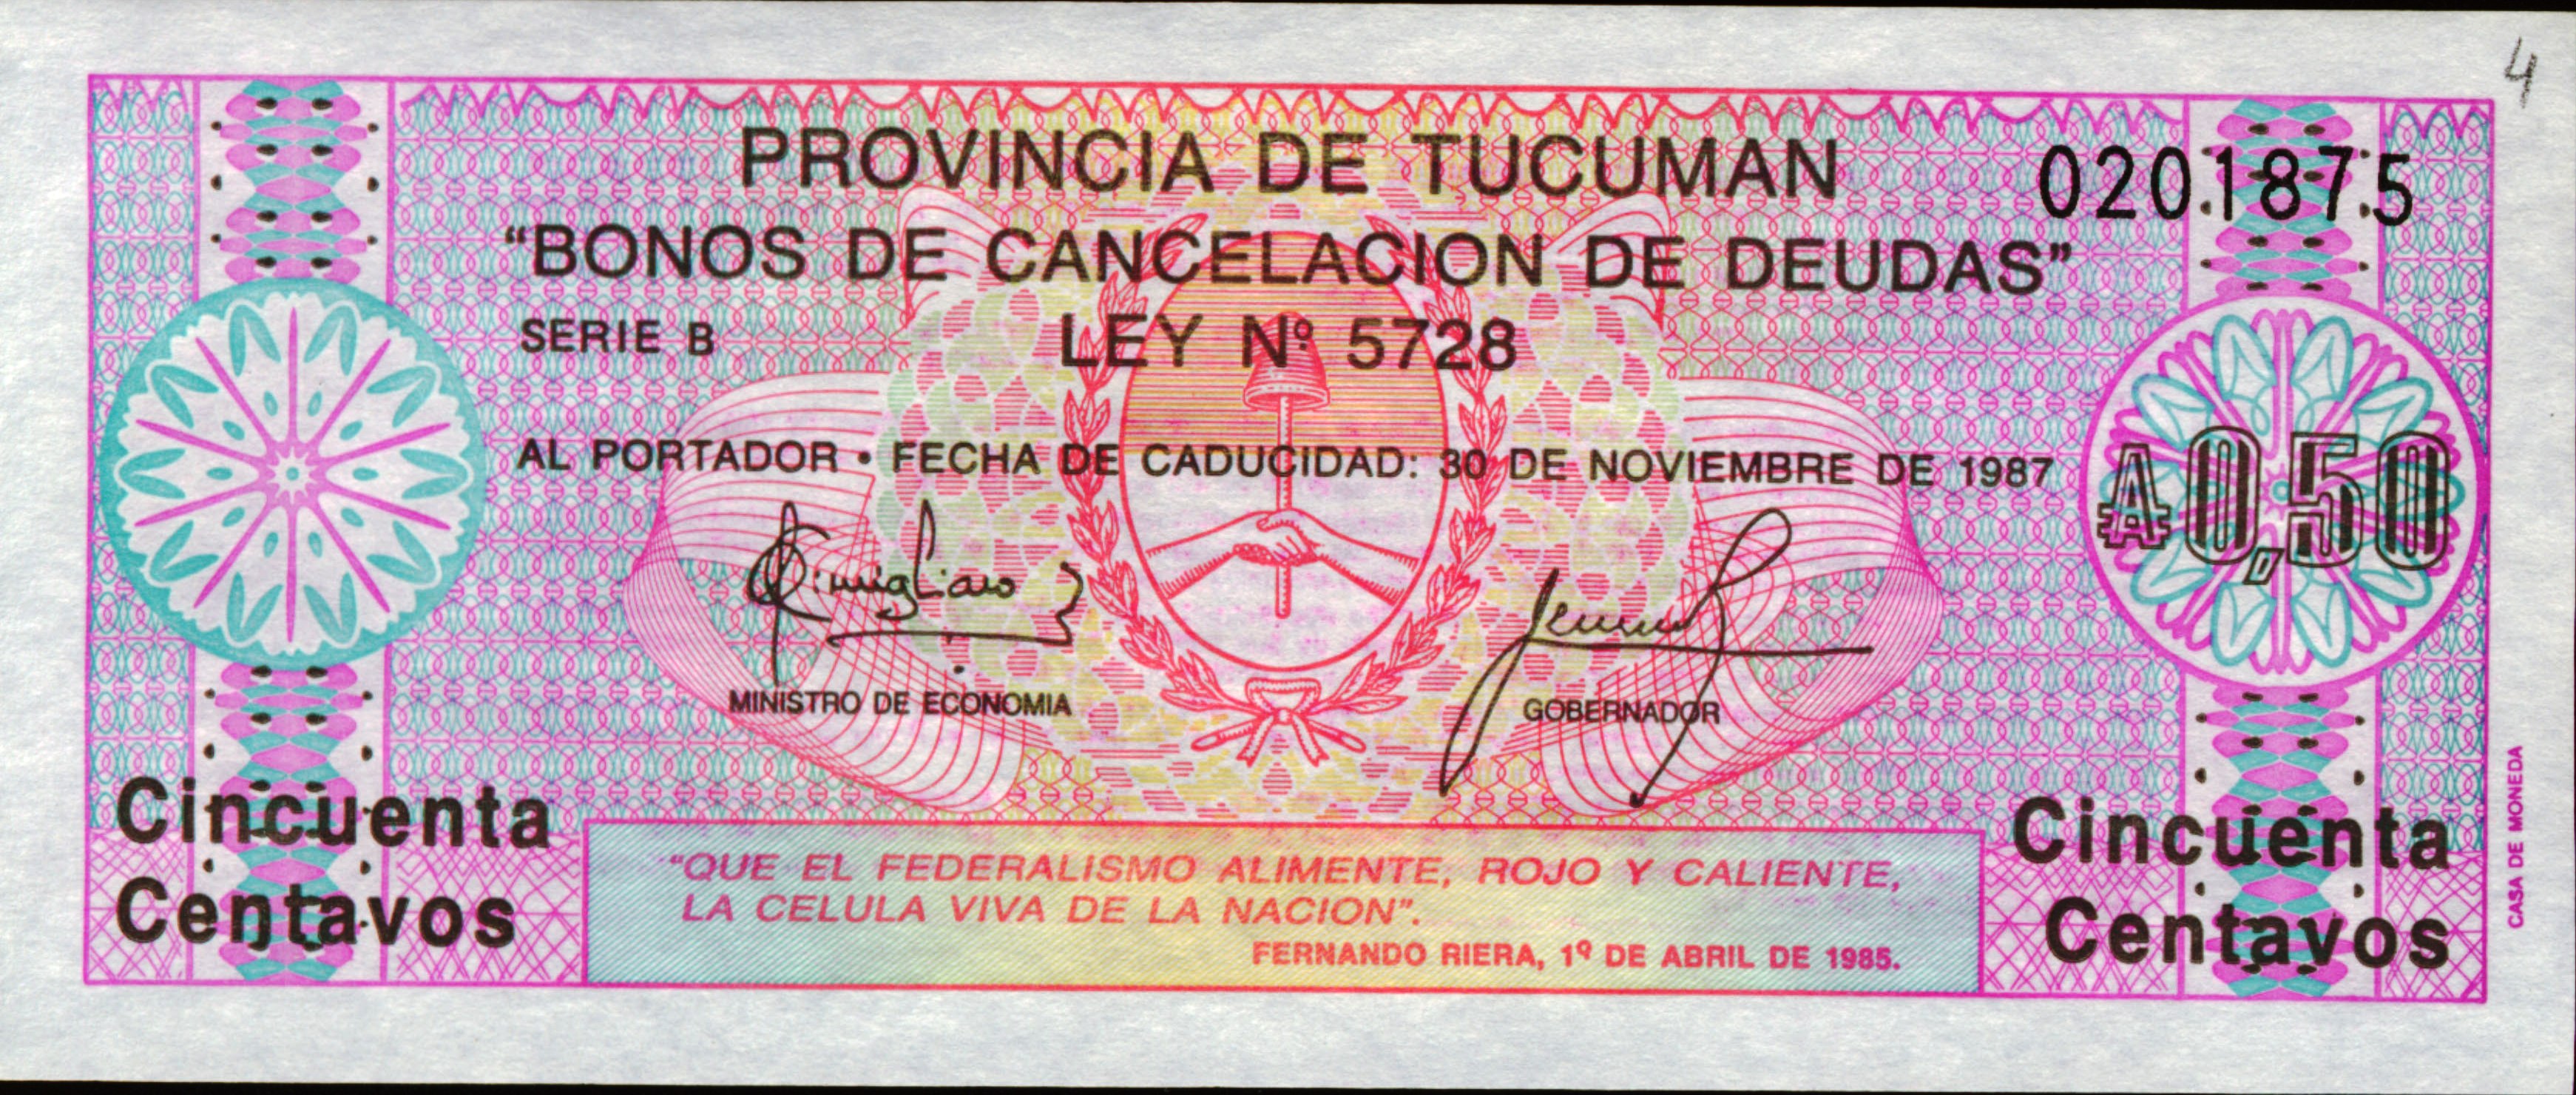 4
PROVINCIA DE TUCUMAN
0201875
“BONOS DE CANCELACION DE DEUDAS”
SERIE B
LEY Nº 5728
AL PORTADOR • FECHA DE CADUCIDAD: 30 DE NOVIEMBRE DE 1987
₳0,50
MINISTRO DE ECONOMIA
GOBERNADOR
Cincuenta
Centavos
Cincuenta
Centavos
“QUE EL FEDERALISMO ALIMENTE, ROJO Y CALIENTE,
LA CELULA VIVA DE LA NACION”.
FERNANDO RIERA, 1º DE ABRIL DE 1985.
CASA DE MONEDA